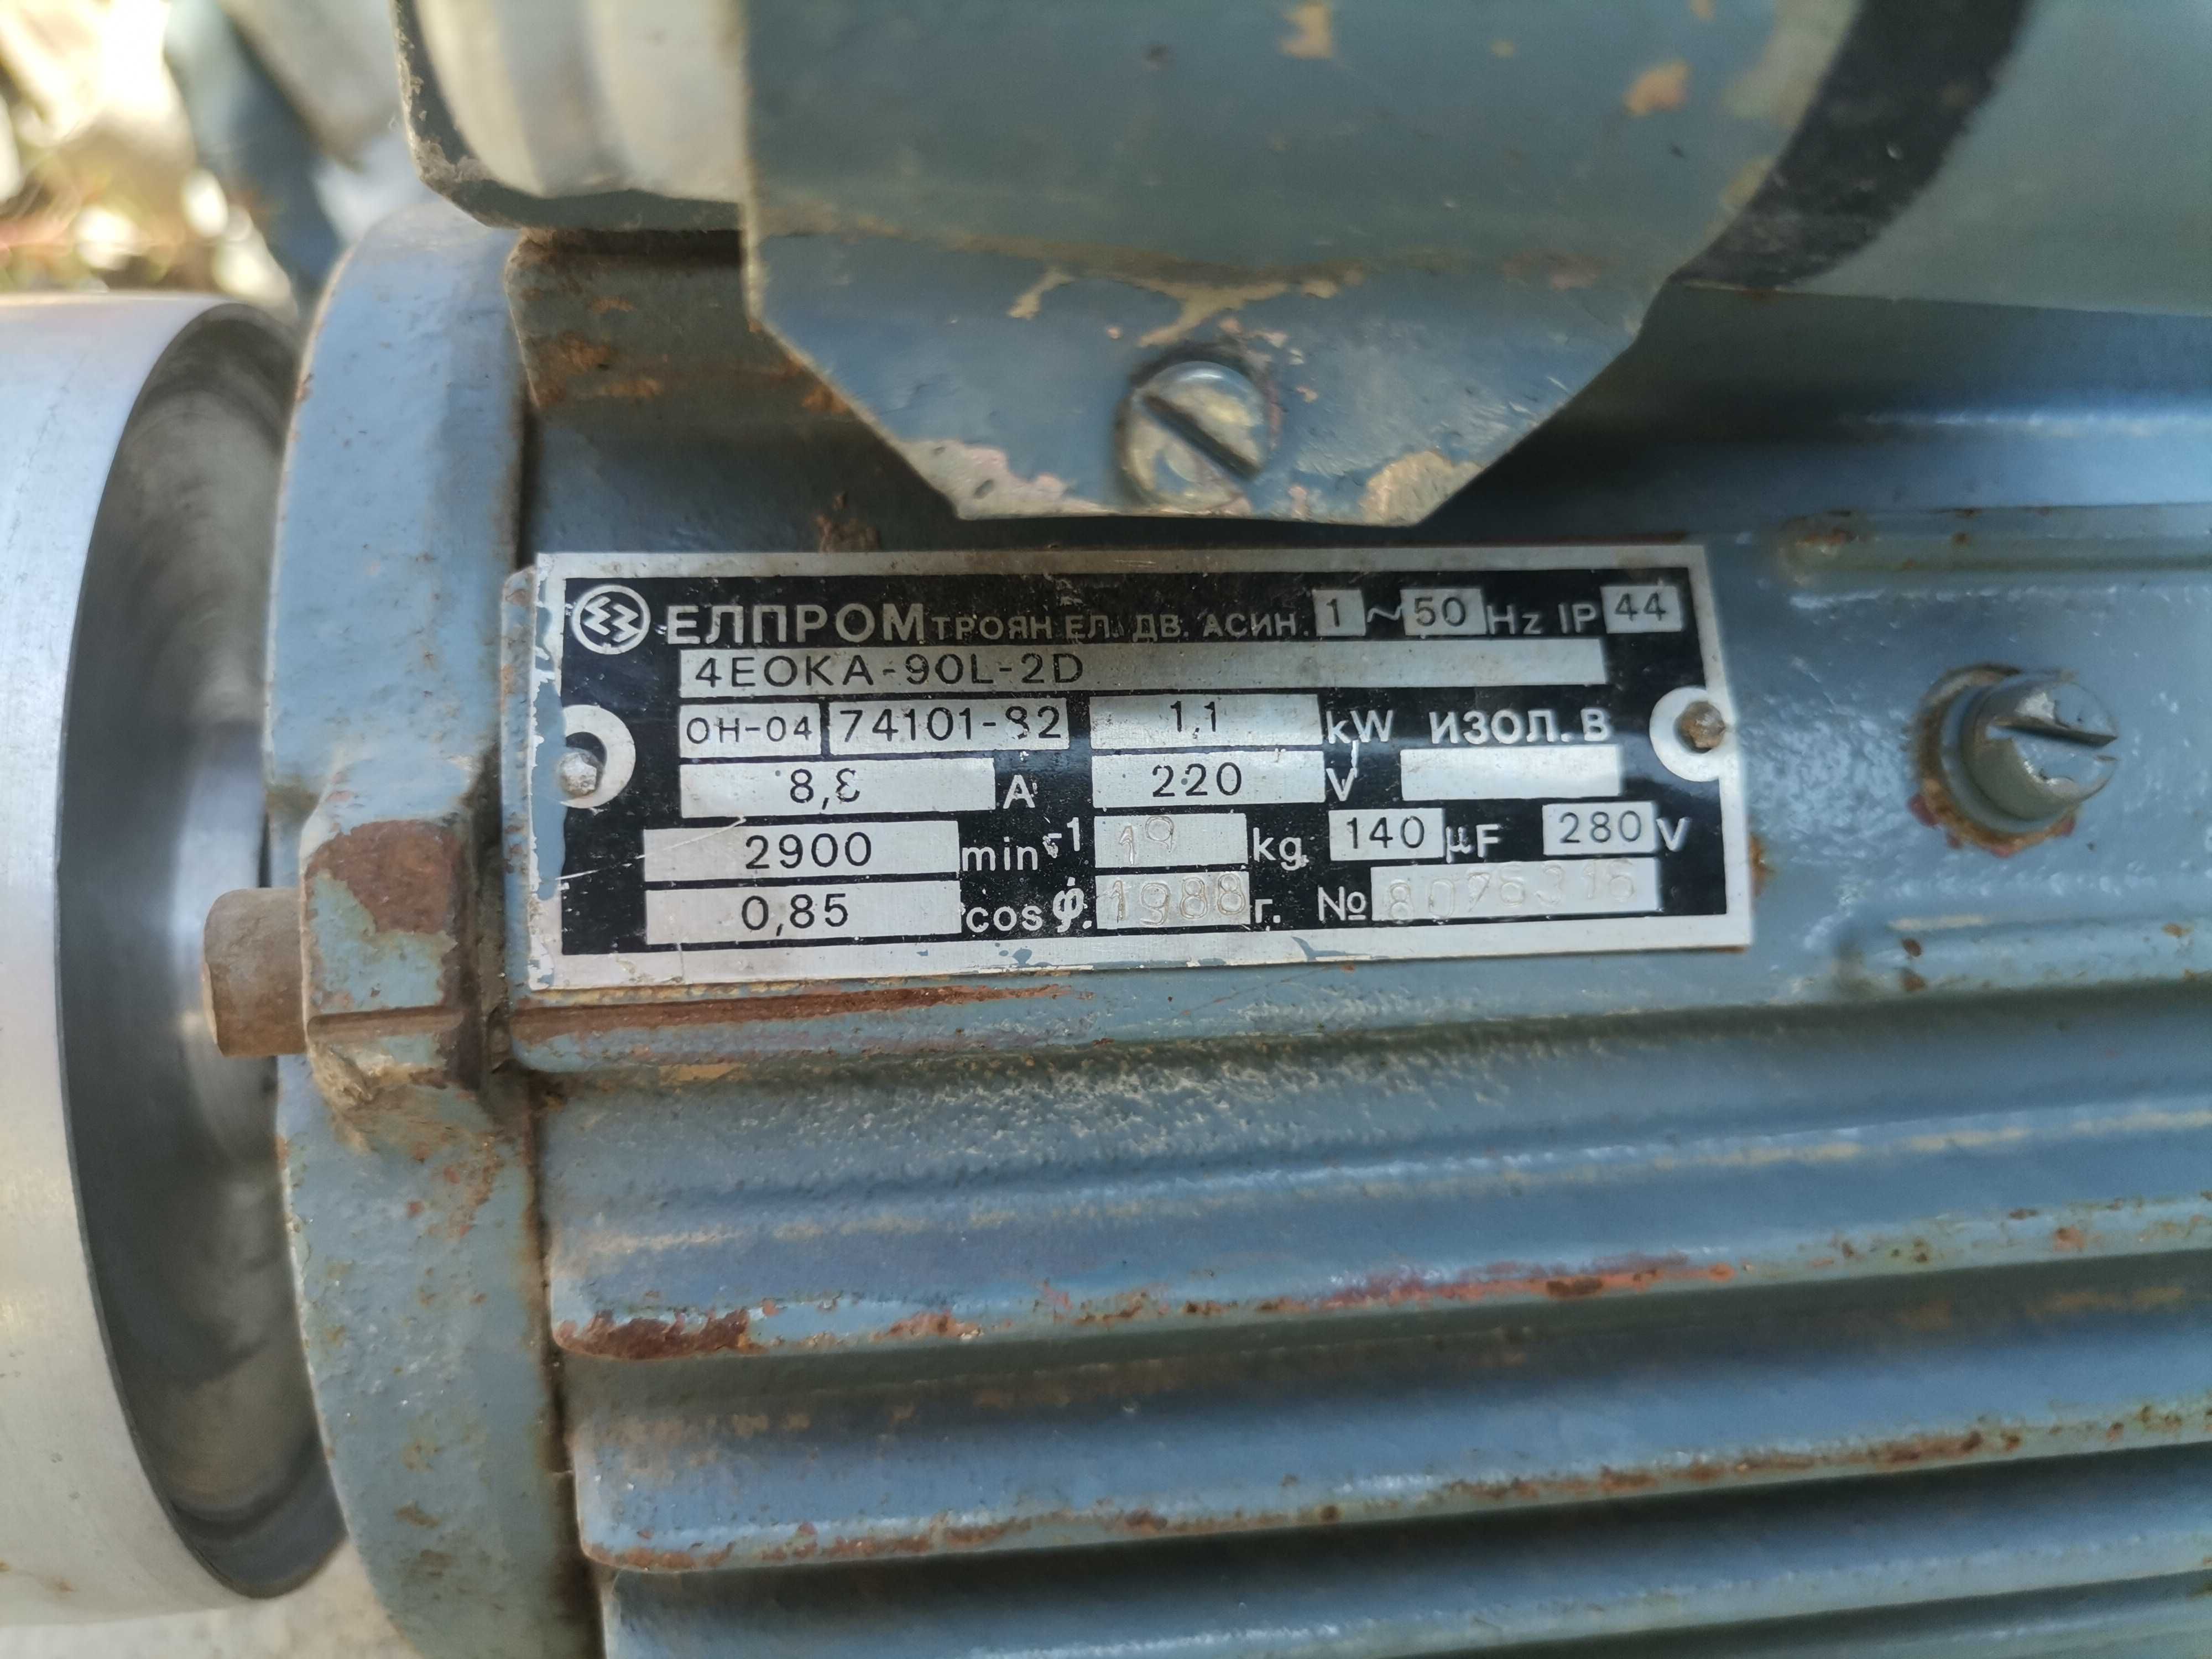 ЕЛПРОМ ТРОЯН ЕЛ. ДВ. АСИН. 1 ~ 50 Hz IP 44
4ЕОКА-90L-2D
ОН-04 74101-82 1,1 kW ИЗОЛ. В
8,8 A 220 V
2900 min⁻¹ 19 kg 140 µF 280 V
0,85 cos φ. 1988 г. №